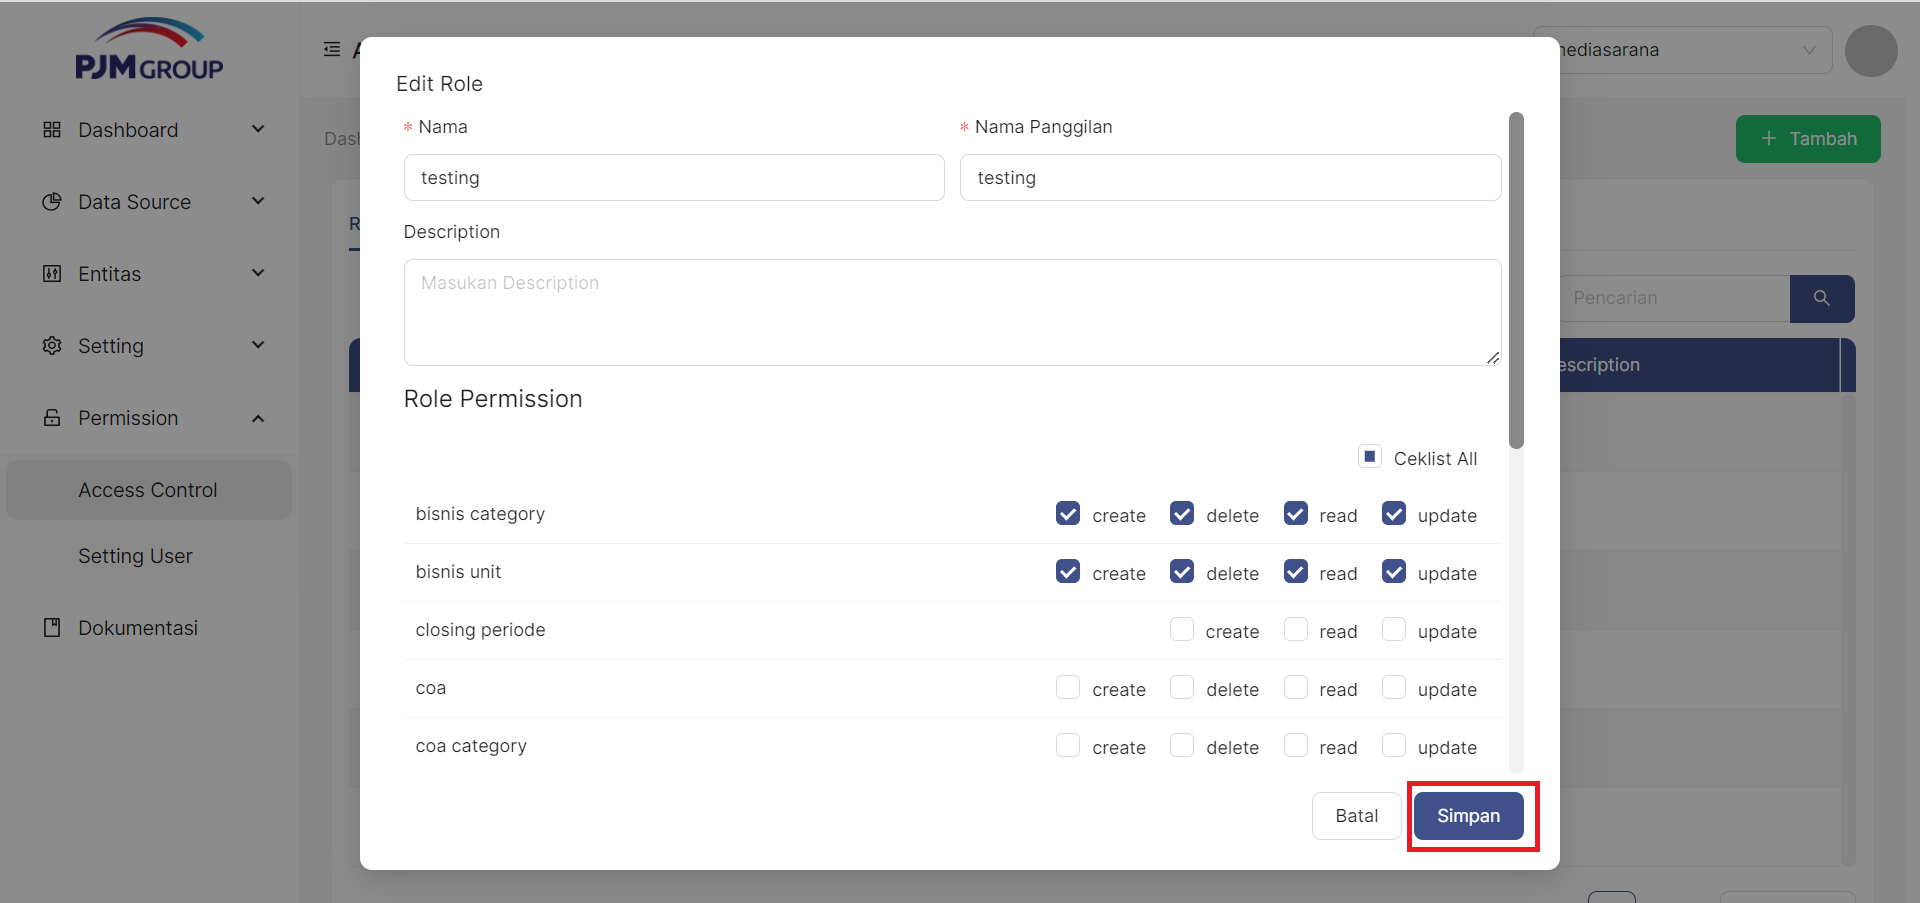 PJM GROUP
Dashboard
Data Source
Entitas
Setting
Permission
Access Control
Setting User
Dokumentasi
Tambah
Pencarian
Edit Role
* Nama
* Nama Panggilan
testing
testing
Description
Masukan Description
Role Permission
Ceklist All
bisnis category create delete read update
bisnis unit create delete read update
closing periode create read update
coa create delete read update
coa category create delete read update
Batal
Simpan